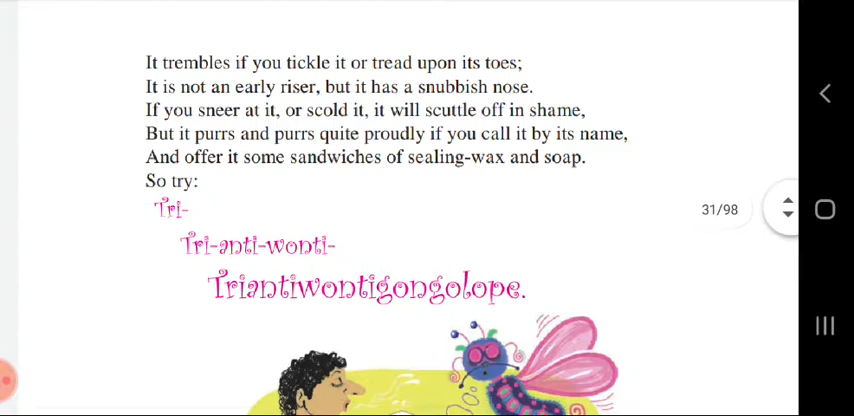 It trembles if you tickle it or tread upon its toes;
It is not an early riser, but it has a snubbish nose.
If you sneer at it, or scold it, it will scuttle off in shame,
But it purrs and purrs quite proudly if you call it by its name,
And offer it some sandwiches of sealing-wax and soap.
So try:
Tri-
31/98
Tri-anti-wonti-
Triantiwontigongolope.